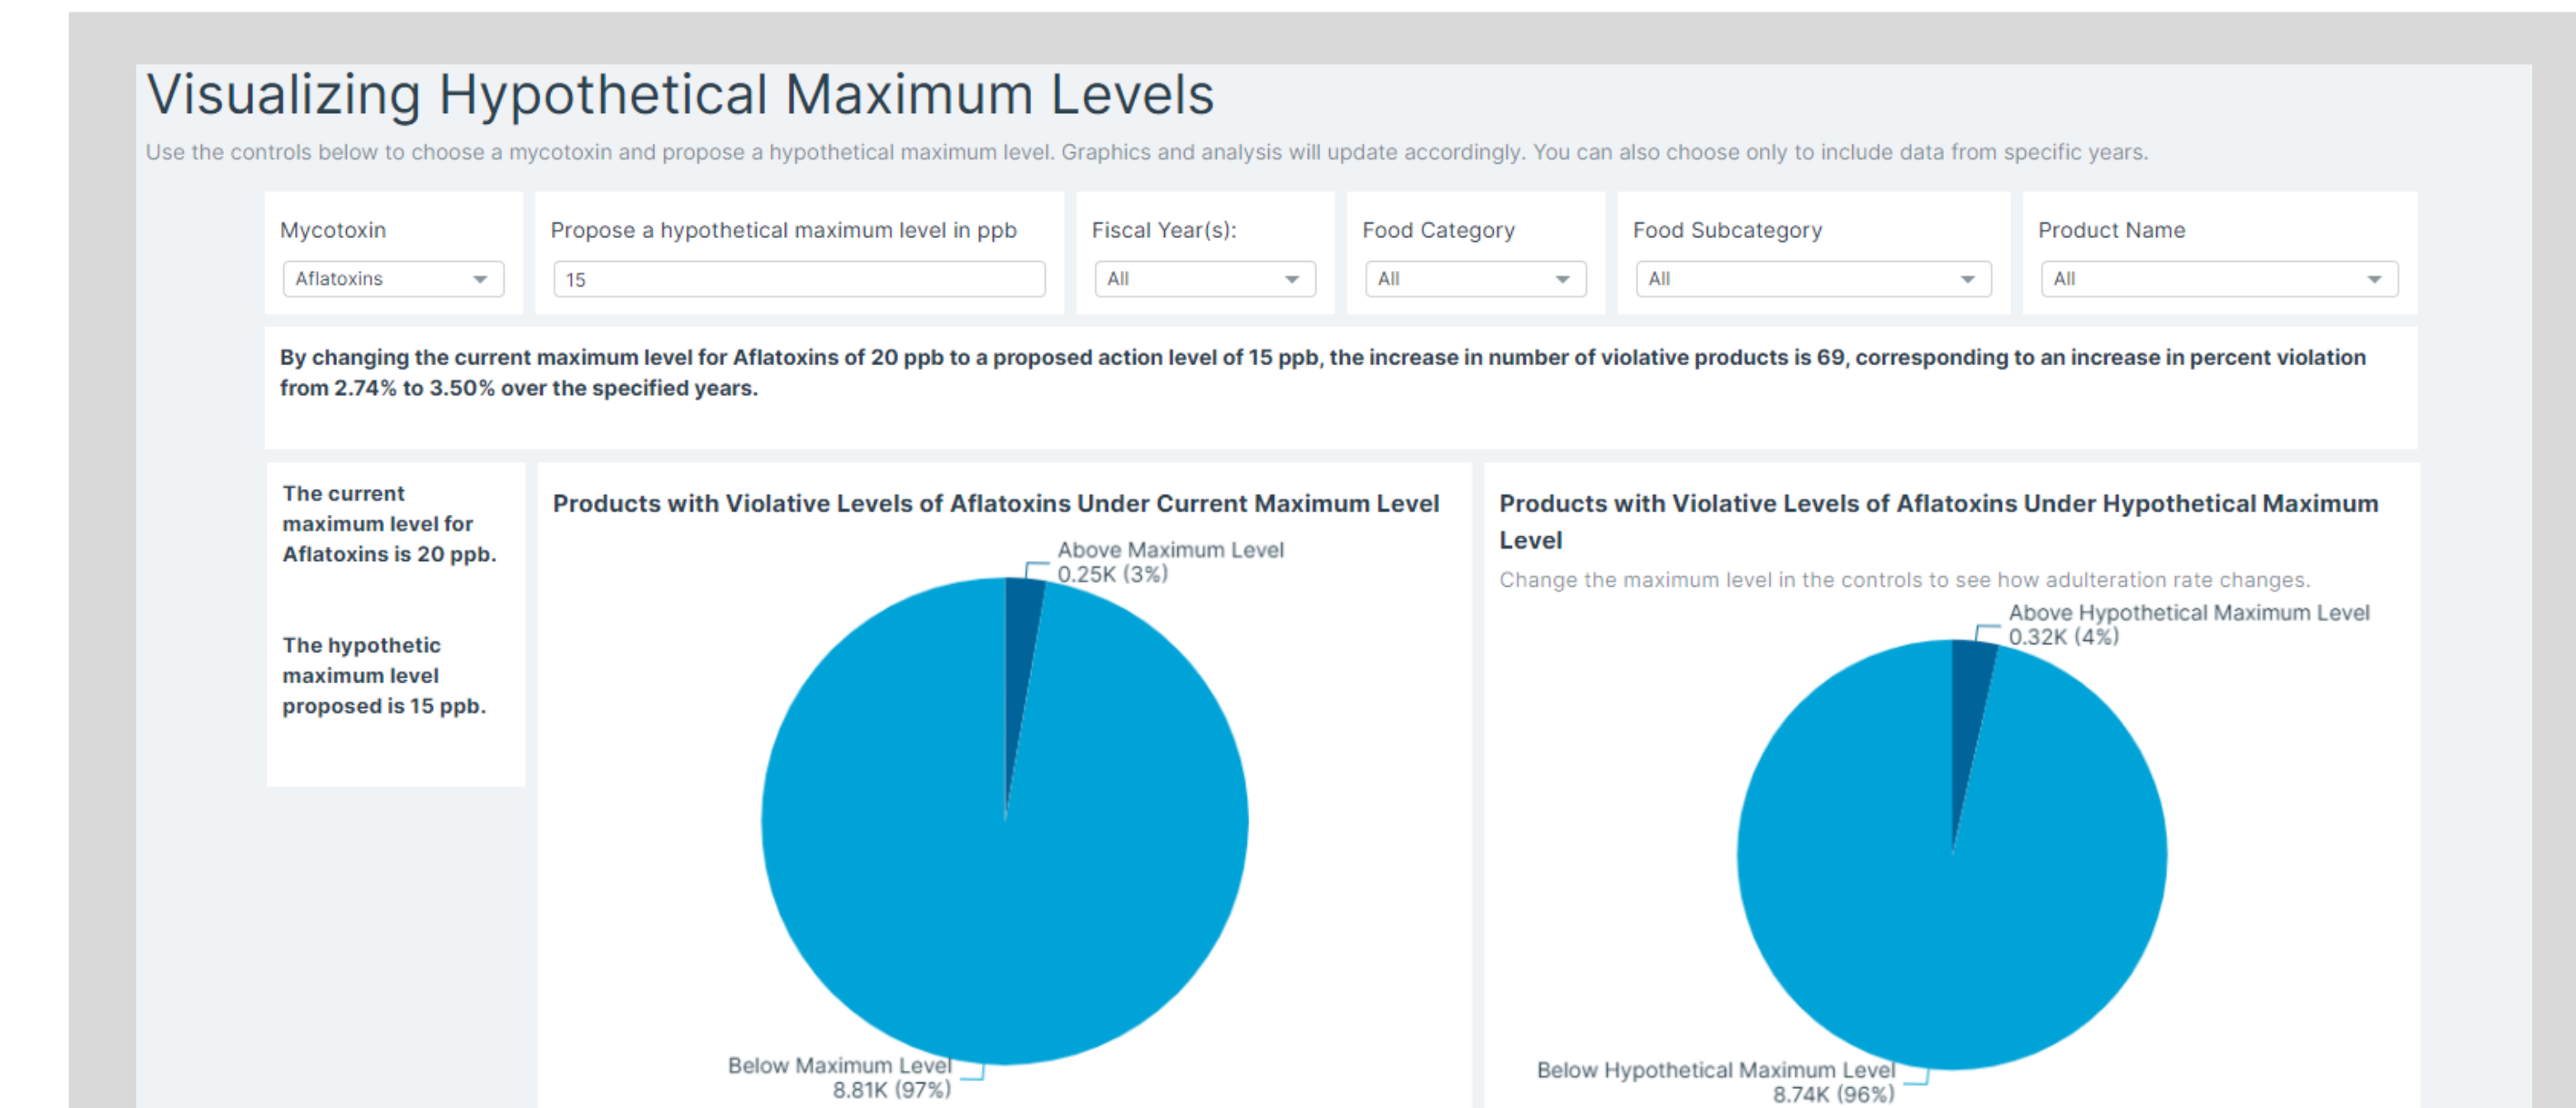 Visualizing Hypothetical Maximum Levels
Use the controls below to choose a mycotoxin and propose a hypothetical maximum level. Graphics and analysis will update accordingly. You can also choose only to include data from specific years.
Mycotoxin
Aflatoxins
Propose a hypothetical maximum level in ppb
15
Fiscal Year(s):
All
Food Category
All
Food Subcategory
All
Product Name
All
By changing the current maximum level for Aflatoxins of 20 ppb to a proposed action level of 15 ppb, the increase in number of violative products is 69, corresponding to an increase in percent violation
from 2.74% to 3.50% over the specified years.
The current
maximum level for
Aflatoxins is 20 ppb.
The hypothetic
maximum level
proposed is 15 ppb.
Products with Violative Levels of Aflatoxins Under Current Maximum Level
Above Maximum Level
0.25K (3%)
Below Maximum Level
8.81K (97%)
Products with Violative Levels of Aflatoxins Under Hypothetical Maximum
Level
Change the maximum level in the controls to see how adulteration rate changes.
Above Hypothetical Maximum Level
0.32K (4%)
Below Hypothetical Maximum Level
8.74K (96%)